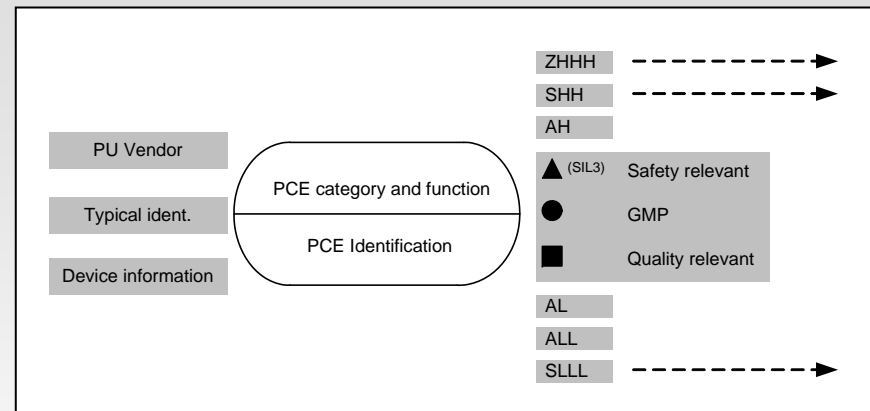 ZHHH
SHH
AH
PU Vendor
(SIL3) Safety relevant
PCE category and function
Typical ident.
GMP
PCE Identification
Quality relevant
Device information
AL
ALL
SLLL